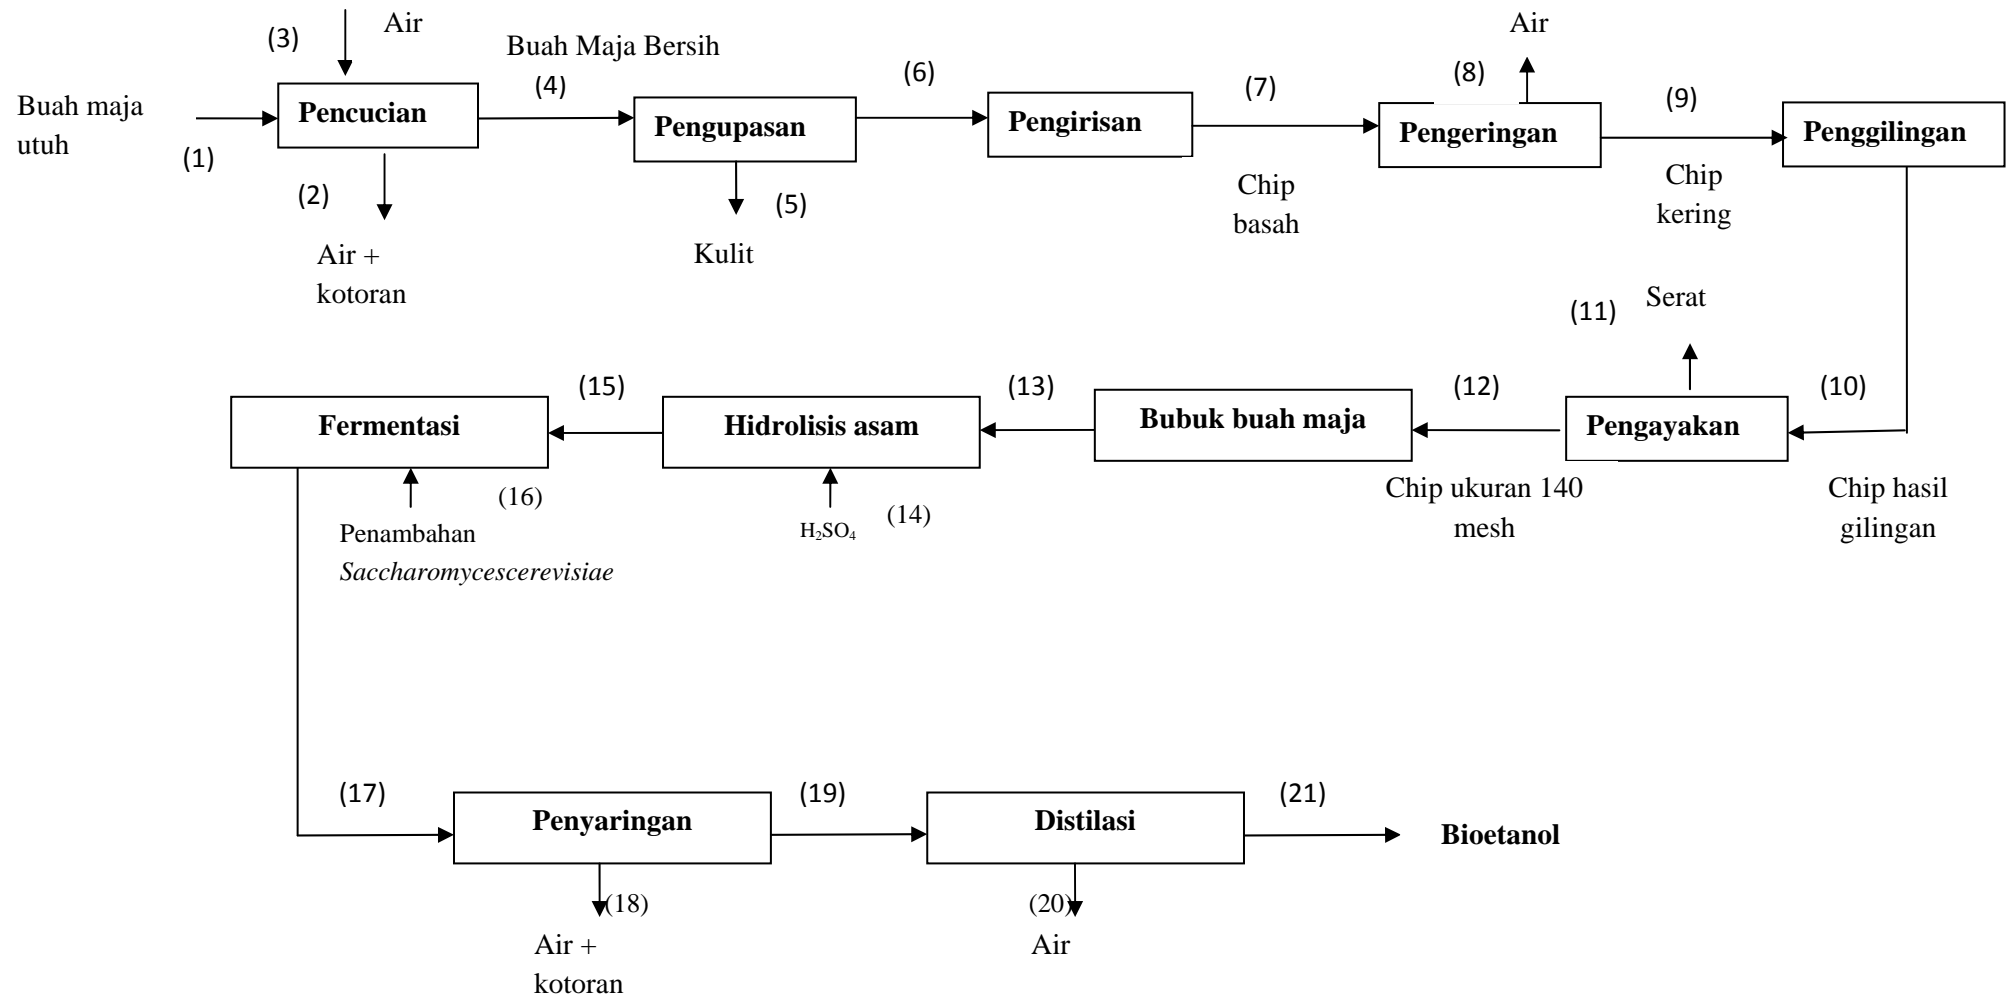 (3)
Air
Buah Maja Bersih
Air
Buah maja
utuh
(1)
Pencucian
(4)
Pengupasan
(6)
Pengirisan
(7)
(8)
Pengeringan
(9)
Penggilingan
(2)
Air +
kotoran
(5)
Kulit
Chip
basah
Chip
kering
(11)
Serat
Fermentasi
(15)
Hidrolisis asam
(13)
Bubuk buah maja
(12)
Pengayakan
(10)
(16)
Penambahan
Saccharomycescerevisiae
(14)
H₂SO₄
Chip ukuran 140
mesh
Chip hasil
gilingan
(17)
Penyaringan
(19)
Distilasi
(21)
Bioetanol
(18)
Air +
kotoran
(20)
Air